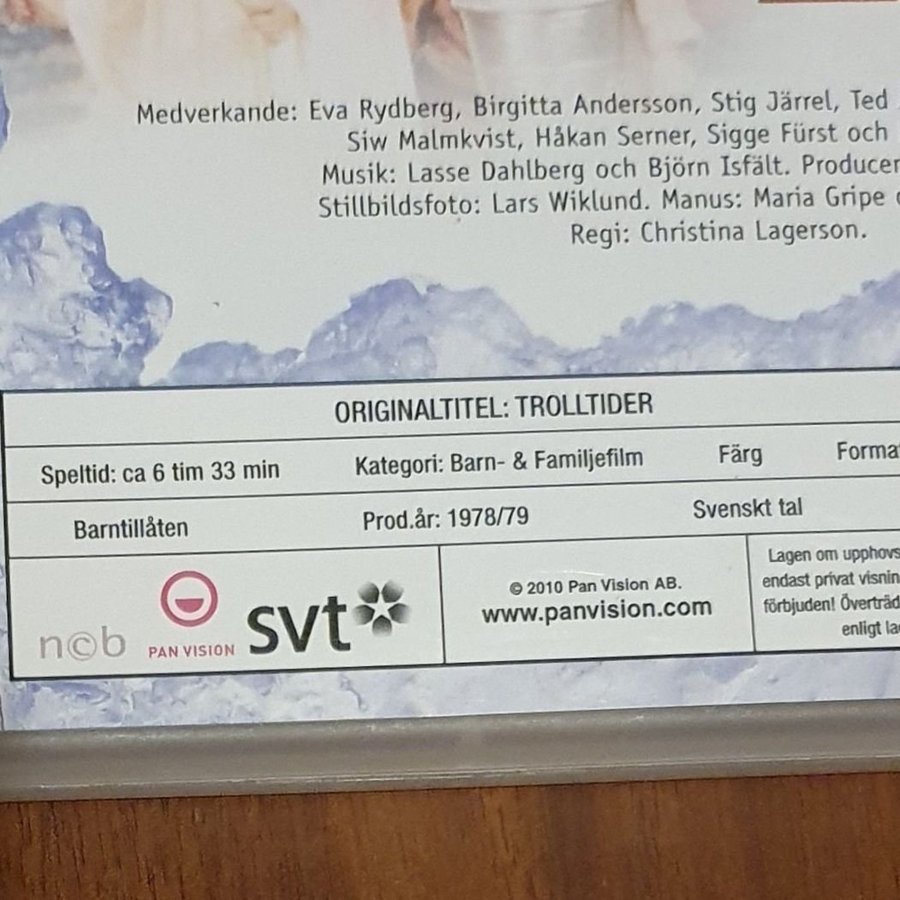 Medverkande: Eva Rydberg, Birgitta Andersson, Stig Järrel, Ted
Siw Malmkvist, Håkan Serner, Sigge Fürst och
Musik: Lasse Dahlberg och Björn Isfält. Producen
Stillbildsfoto: Lars Wiklund. Manus: Maria Gripe
Regi: Christina Lagerson.
ORIGINALTITEL: TROLLTIDER
Speltid: ca 6 tim 33 min Kategori: Barn- & Familjefilm Färg Format
Barntillåten Prod.år: 1978/79 Svenskt tal
n©b PAN VISION svt
© 2010 Pan Vision AB.
www.panvision.com
Lagen om upphovs
endast privat visnin
förbjuden! Överträd
enligt la